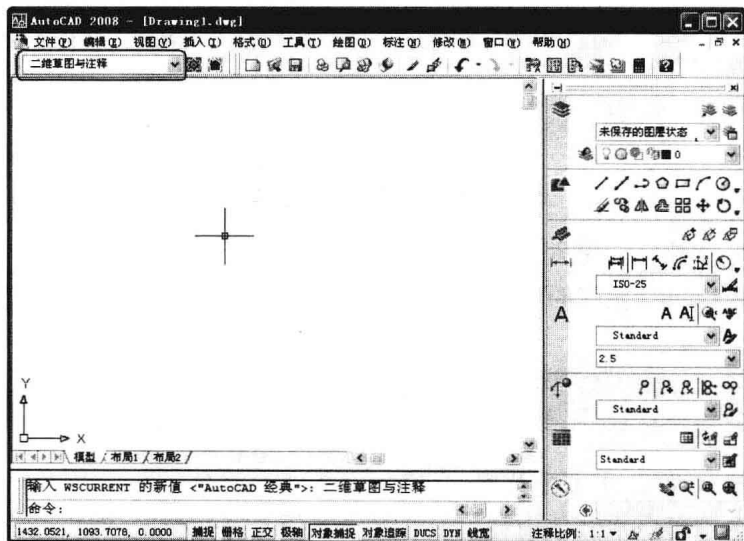 AutoCAD 2008 - [Drawing1.dwg]
文件(F) 编辑(E) 视图(V) 插入(I) 格式(O) 工具(T) 绘图(D) 标注(N) 修改(M) 窗口(W) 帮助(H)
二维草图与注释
未保存的图层状态
0
ISO-25
A A AI
Standard
2.5
Standard
Standard
Y
X
模型 布局1 布局2
输入 WSCURRENT 的新值 <"AutoCAD 经典">: 二维草图与注释
命令:
1432.0521, 1093.7078, 0.0000 捕捉 栅格 正交 极轴 对象捕捉 对象追踪 DUCS DYN 线宽 注释比例: 1:1